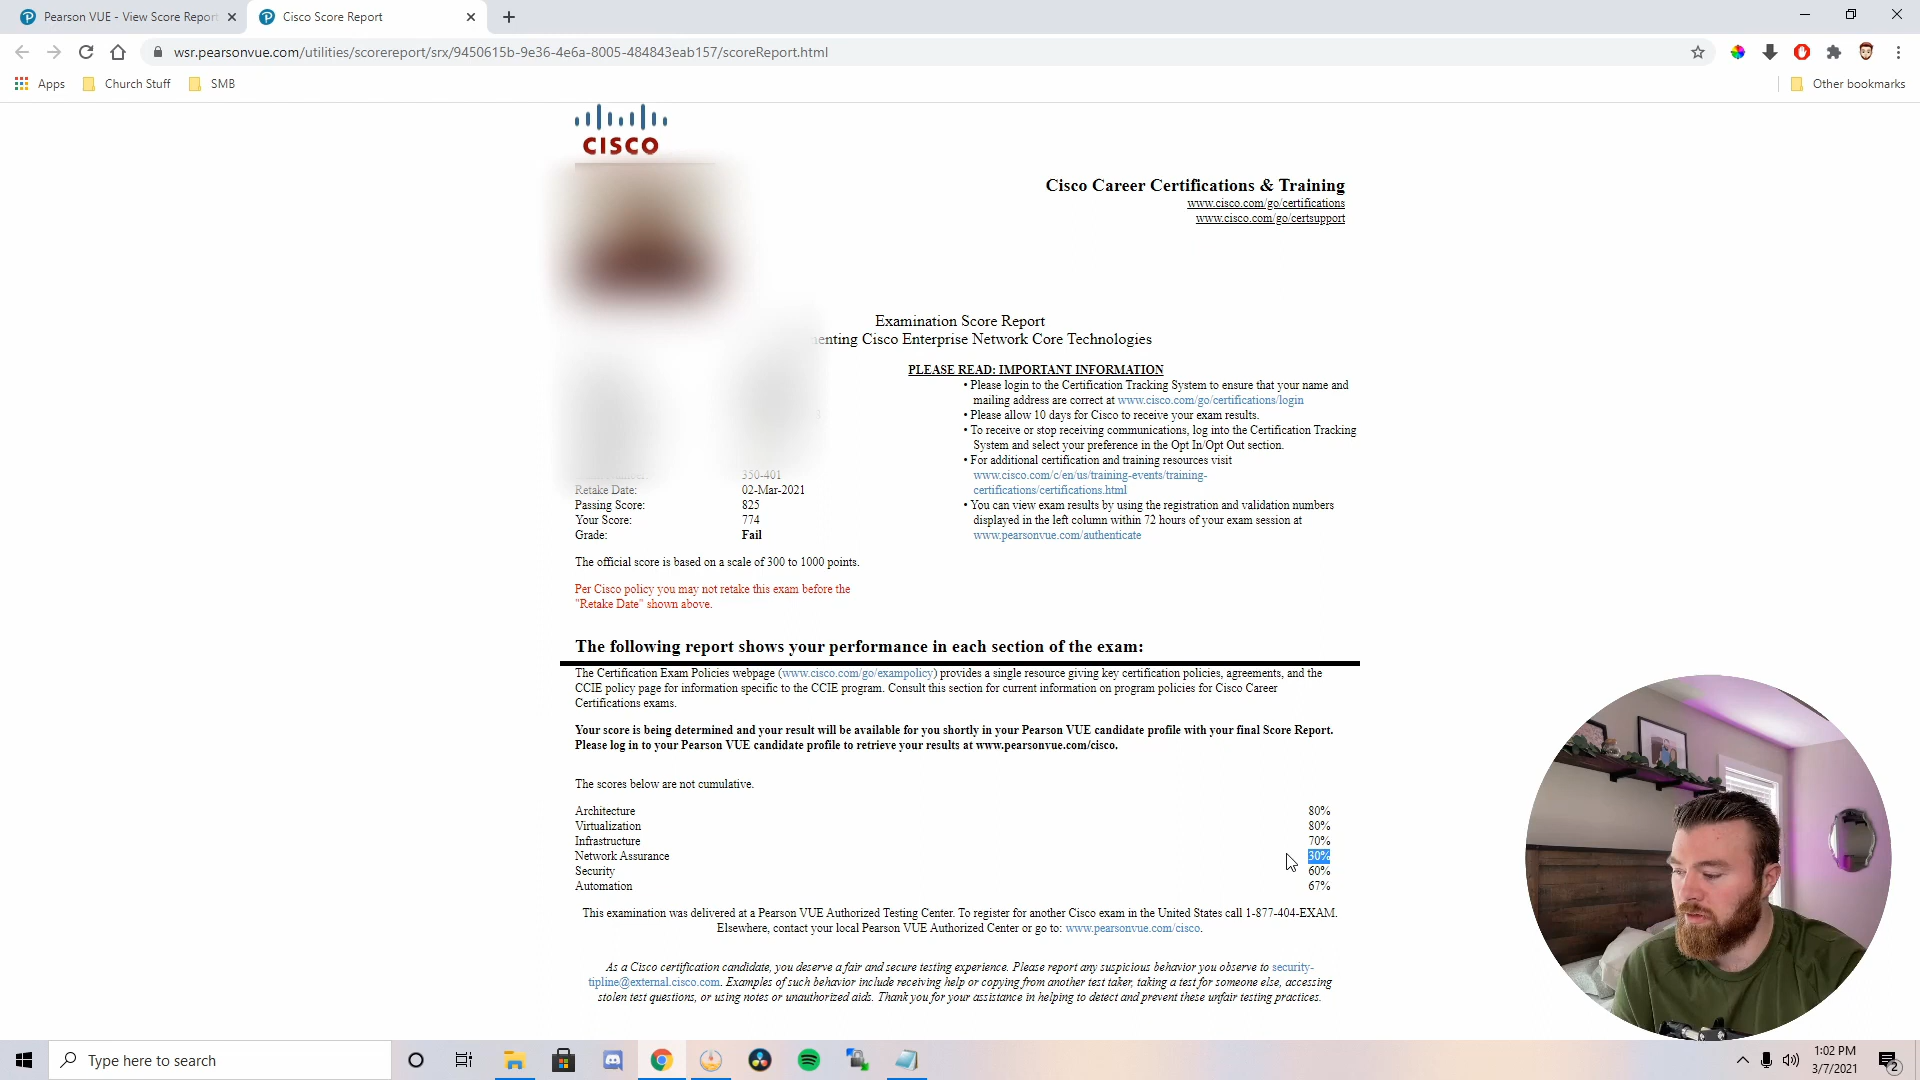 Pearson VUE - View Score Report
Cisco Score Report
wsr.pearsonvue.com/utilities/scorereport/srx/9450615b-9e36-4e6a-8005-484843eab157/scoreReport.html
Apps
Church Stuff
SMB
Other bookmarks
CISCO
Cisco Career Certifications & Training
www.cisco.com/go/certifications
www.cisco.com/go/certsupport
Examination Score Report
enting Cisco Enterprise Network Core Technologies
PLEASE READ: IMPORTANT INFORMATION
• Please login to the Certification Tracking System to ensure that your name and
mailing address are correct at www.cisco.com/go/certifications/login
• Please allow 10 days for Cisco to receive your exam results.
• To receive or stop receiving communications, log into the Certification Tracking
System and select your preference in the Opt In/Opt Out section.
• For additional certification and training resources visit
www.cisco.com/c/en/us/training-events/training-
certifications/certifications.html
• You can view exam results by using the registration and validation numbers
displayed in the left column within 72 hours of your exam session at
www.pearsonvue.com/authenticate
350-401
Retake Date: 02-Mar-2021
Passing Score: 825
Your Score: 774
Grade: Fail
The official score is based on a scale of 300 to 1000 points.
Per Cisco policy you may not retake this exam before the
"Retake Date" shown above.
The following report shows your performance in each section of the exam:
The Certification Exam Policies webpage (www.cisco.com/go/exampolicy) provides a single resource giving key certification policies, agreements, and the
CCIE policy page for information specific to the CCIE program. Consult this section for current information on program policies for Cisco Career
Certifications exams.
Your score is being determined and your result will be available for you shortly in your Pearson VUE candidate profile with your final Score Report.
Please log in to your Pearson VUE candidate profile to retrieve your results at www.pearsonvue.com/cisco.
The scores below are not cumulative.
Architecture 80%
Virtualization 80%
Infrastructure 70%
Network Assurance 30%
Security 60%
Automation 67%
This examination was delivered at a Pearson VUE Authorized Testing Center. To register for another Cisco exam in the United States call 1-877-404-EXAM.
Elsewhere, contact your local Pearson VUE Authorized Center or go to: www.pearsonvue.com/cisco.
As a Cisco certification candidate, you deserve a fair and secure testing experience. Please report any suspicious behavior you observe to security-
tipline@external.cisco.com. Examples of such behavior include receiving help or copying from another test taker, taking a test for someone else, accessing
stolen test questions, or using notes or unauthorized aids. Thank you for your assistance in helping to detect and prevent these unfair testing practices.
Type here to search
1:02 PM
3/7/2021
2